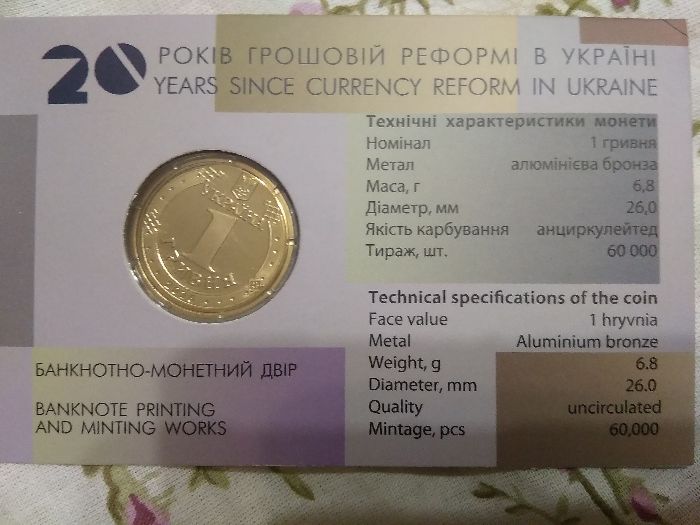 20 РОКІВ ГРОШОВІЙ РЕФОРМІ В УКРАЇНІ
YEARS SINCE CURRENCY REFORM IN UKRAINE
Технічні характеристики монети
Номінал 1 гривня
Метал алюмінієва бронза
Маса, г 6,8
Діаметр, мм 26,0
Якість карбування анциркулейтед
Тираж, шт. 60 000
УКРАЇНА
1
ГРИВНЯ
Technical specifications of the coin
Face value 1 hryvnia
Metal Aluminium bronze
Weight, g 6.8
Diameter, mm 26.0
Quality uncirculated
Mintage, pcs 60,000
БАНКНОТНО-МОНЕТНИЙ ДВІР
BANKNOTE PRINTING
AND MINTING WORKS